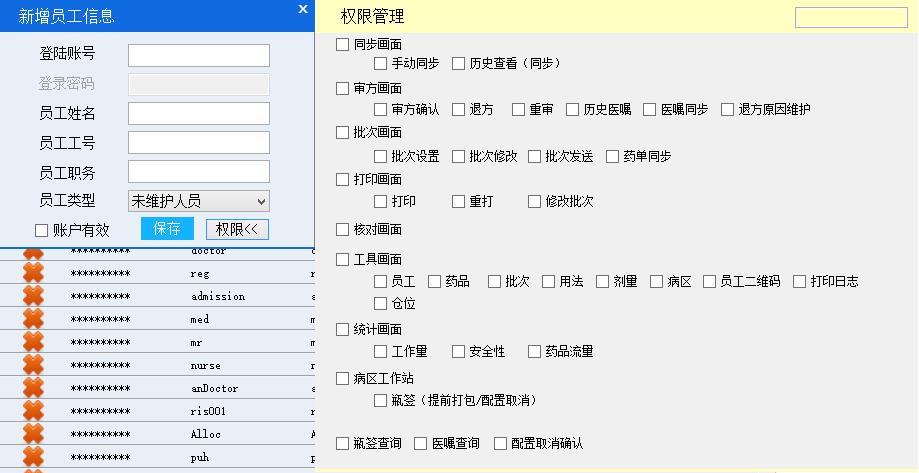 新增员工信息 x
登陆账号
登录密码
员工姓名
员工工号
员工职务
员工类型 未维护人员
账户有效 保存 权限<<
********** doctor
********** reg
********** admission
********** med
********** mr
********** nurse
********** anDoctor
********** ris001
********** Alloc
********** puh
权限管理
同步画面
手动同步 历史查看（同步）
审方画面
审方确认 退方 重审 历史医嘱 医嘱同步 退方原因维护
批次画面
批次设置 批次修改 批次发送 药单同步
打印画面
打印 重打 修改批次
核对画面
工具画面
员工 药品 批次 用法 剂量 病区 员工二维码 打印日志
仓位
统计画面
工作量 安全性 药品流量
病区工作站
瓶签（提前打包/配置取消）
瓶签查询 医嘱查询 配置取消确认